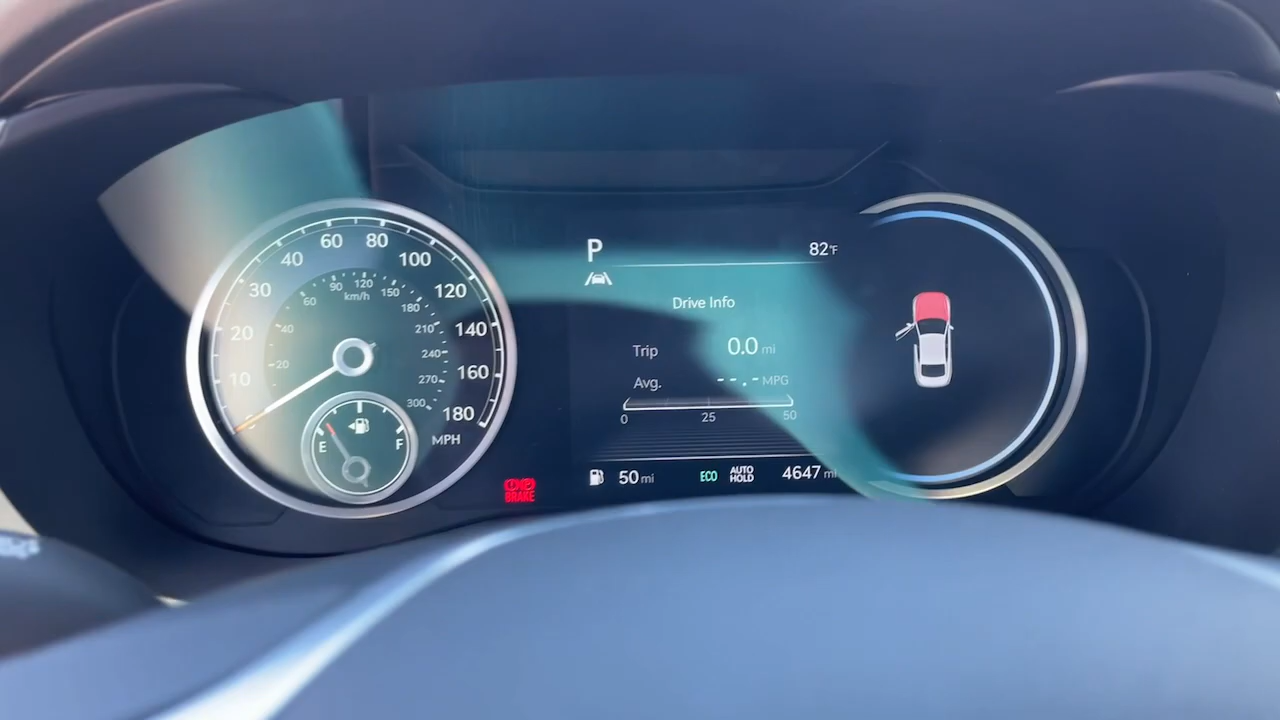 10
20
30
40
60
80
100
120
140
160
180
MPH
20
40
60
90
120
150
180
210
240
270
300
km/h
E
F
BRAKE
P
82°F
Drive Info
Trip 0.0 mi
Avg. --.- MPG
0 25 50
50 mi
ECO
AUTO HOLD
4647 mi